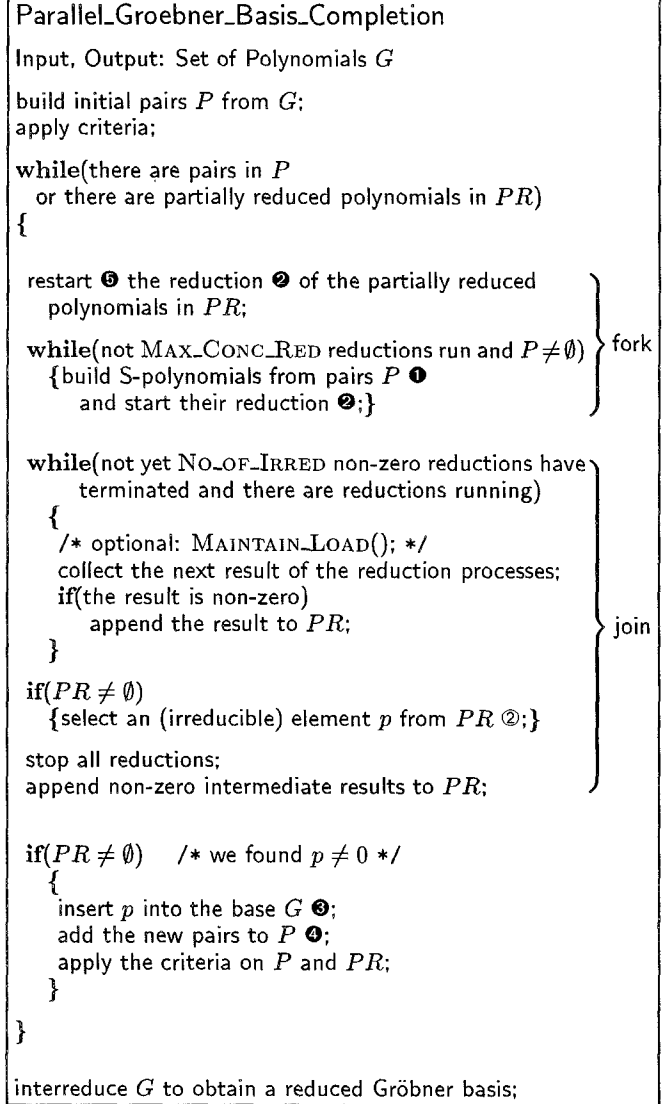 Parallel_Groebner_Basis_Completion
Input, Output: Set of Polynomials G
build initial pairs P from G;
apply criteria;
while(there are pairs in P
or there are partially reduced polynomials in PR)
{
restart ❺ the reduction ❷ of the partially reduced
polynomials in PR;
while(not MAX_CONC_RED reductions run and P≠∅)
{build S-polynomials from pairs P ❶
and start their reduction ❷;}
fork
while(not yet NO_OF_IRRED non-zero reductions have
terminated and there are reductions running)
{
/* optional: MAINTAIN_LOAD(); */
collect the next result of the reduction processes;
if(the result is non-zero)
append the result to PR;
}
join
if(PR ≠ ∅)
{select an (irreducible) element p from PR ②;}
stop all reductions;
append non-zero intermediate results to PR;
if(PR ≠ ∅) /* we found p ≠ 0 */
{
insert p into the base G ❸;
add the new pairs to P ❹;
apply the criteria on P and PR;
}
}
interreduce G to obtain a reduced Gröbner basis;